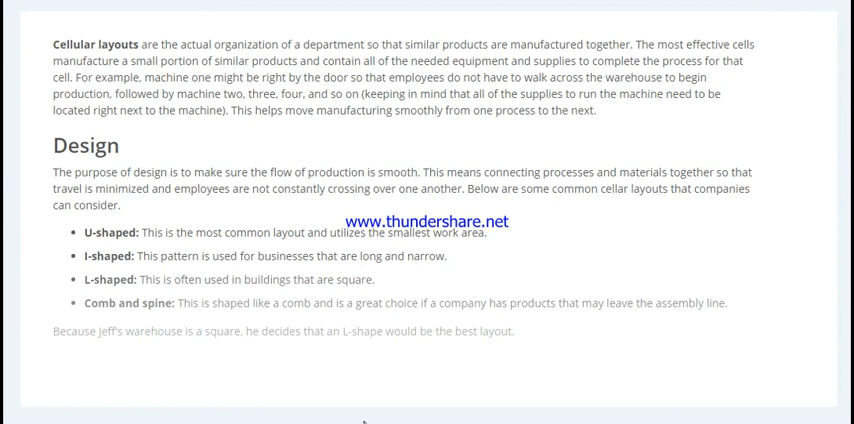 Cellular layouts are the actual organization of a department so that similar products are manufactured together. The most effective cells
manufacture a small portion of similar products and contain all of the needed equipment and supplies to complete the process for that
cell. For example, machine one might be right by the door so that employees do not have to walk across the warehouse to begin
production, followed by machine two, three, four, and so on (keeping in mind that all of the supplies to run the machine need to be
located right next to the machine). This helps move manufacturing smoothly from one process to the next.
Design
The purpose of design is to make sure the flow of production is smooth. This means connecting processes and materials together so that
travel is minimized and employees are not constantly crossing over one another. Below are some common cellar layouts that companies
can consider.
www.thundershare.net
• U-shaped: This is the most common layout and utilizes the smallest work area.
• I-shaped: This pattern is used for businesses that are long and narrow.
• L-shaped: This is often used in buildings that are square.
• Comb and spine: This is shaped like a comb and is a great choice if a company has products that may leave the assembly line.
Because Jeff's warehouse is a square, he decides that an L-shape would be the best layout.